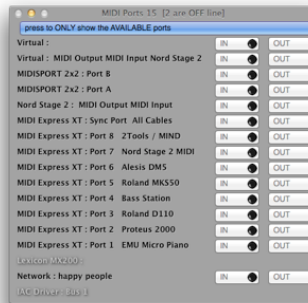 MIDI Ports 15 [2 are OFF line]
press to ONLY show the AVAILABLE ports
Virtual : IN OUT
Virtual : MIDI Output MIDI Input Nord Stage 2 IN OUT
MIDISPORT 2x2 : Port B IN OUT
MIDISPORT 2x2 : Port A IN OUT
Nord Stage 2 : MIDI Output MIDI Input IN OUT
MIDI Express XT : Sync Port All Cables IN OUT
MIDI Express XT : Port 8 2Tools / MIND IN OUT
MIDI Express XT : Port 7 Nord Stage 2 MIDI IN OUT
MIDI Express XT : Port 6 Alesis DM5 IN OUT
MIDI Express XT : Port 5 Roland MKS50 IN OUT
MIDI Express XT : Port 4 Bass Station IN OUT
MIDI Express XT : Port 3 Roland D110 IN OUT
MIDI Express XT : Port 2 Proteus 2000 IN OUT
MIDI Express XT : Port 1 EMU Micro Piano IN OUT
Lexicon MX200 :
Network : happy people IN OUT
IAC Driver : Bus 1